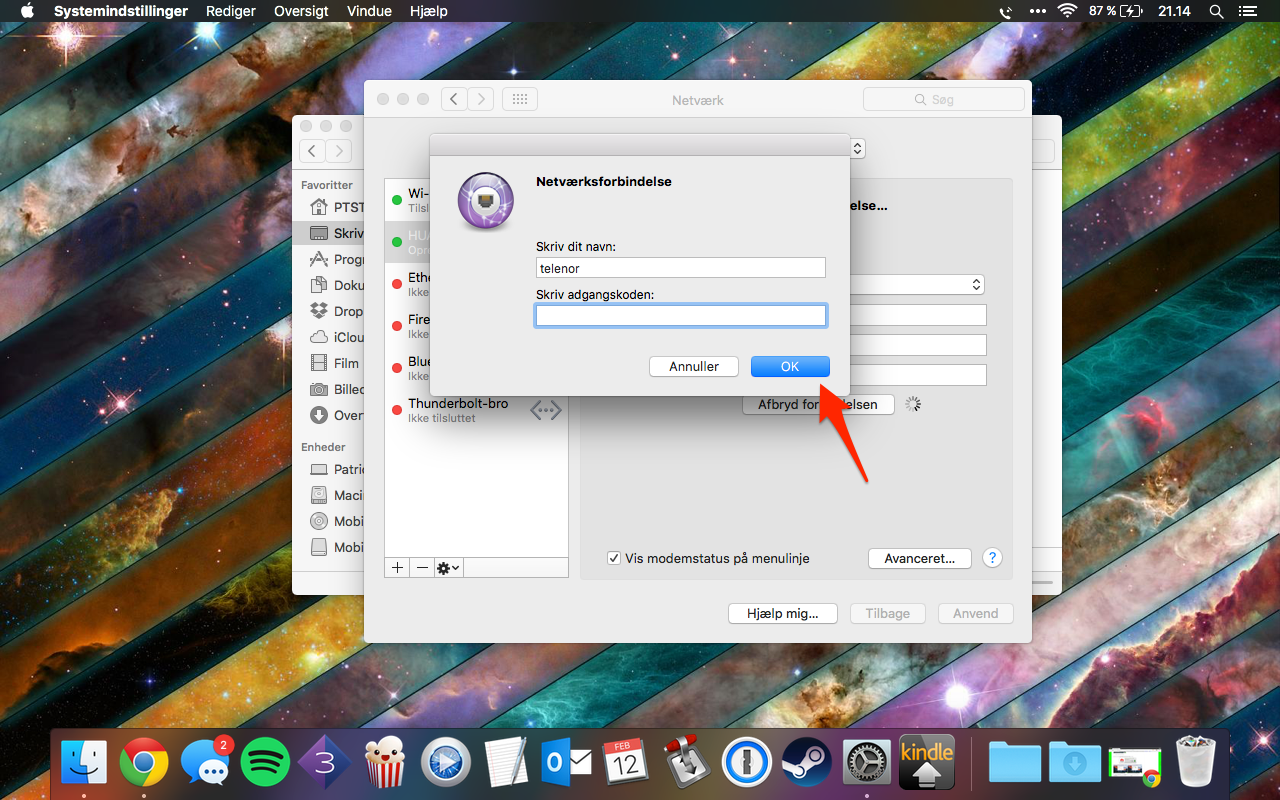 Systemindstillinger Rediger Oversigt Vindue Hjælp 87 % 21.14
Netværk
Søg
Netværksforbindelse
Skriv dit navn:
telenor
Skriv adgangskoden:
Annuller
OK
Favoritter
PTST
Skriv
Progr
Doku
Drop
iClou
Film
Billed
Over
Enheder
Patric
Macin
Mobi
Mobi
Wi-
Tilsl
HUA
Opre
Ethe
Ikke
Fire
Ikke
Blue
Ikke
Thunderbolt-bro
Ikke tilsluttet
else...
Afbryd for elsen
Vis modemstatus på menulinje
Avanceret...
?
Hjælp mig...
Tilbage
Anvend
2
3
FEB
12
kindle